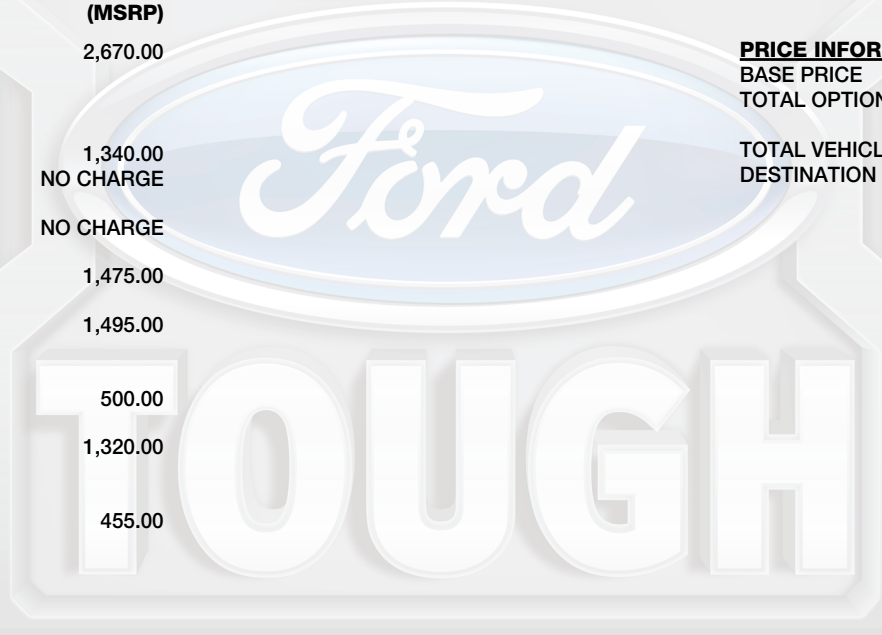 (MSRP)
2,670.00
1,340.00
NO CHARGE
NO CHARGE
1,475.00
1,495.00
500.00
1,320.00
455.00
PRICE INFOR
BASE PRICE
TOTAL OPTION
TOTAL VEHICL
DESTINATION
Ford
TOUGH